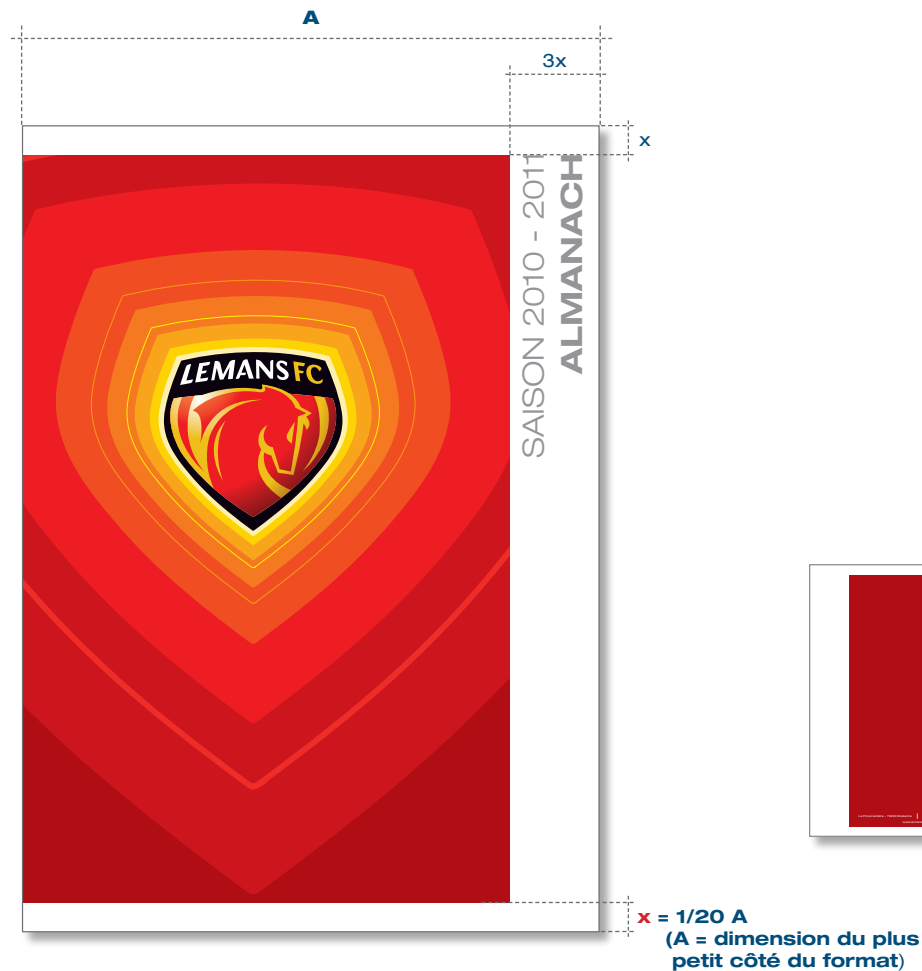 A
3x
x
SAISON 2010 - 2011
ALMANACH
LEMANS FC
x = 1/20 A
(A = dimension du plus
petit côté du format)